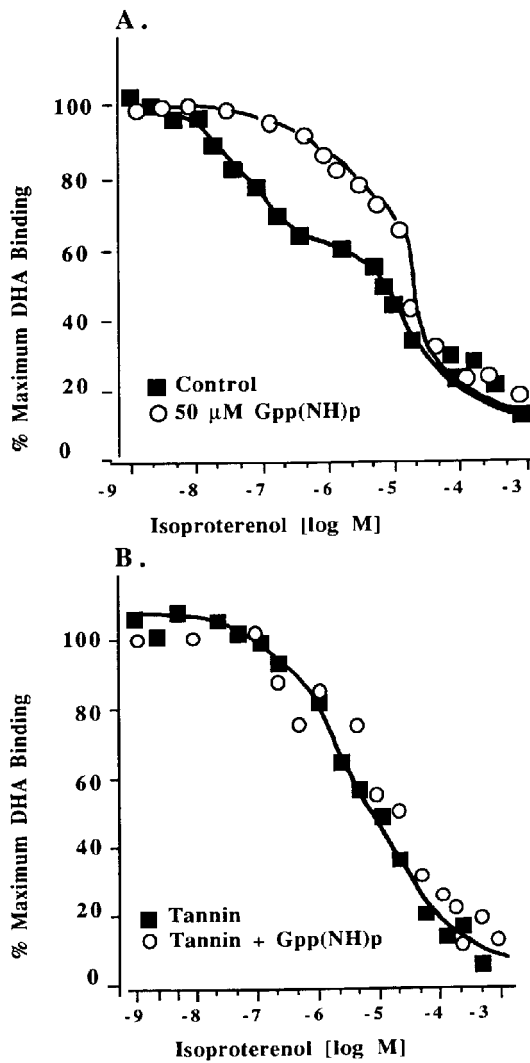 A.
% Maximum DHA Binding
100
80
60
40
20
0
■ Control
○ 50 µM Gpp(NH)p
-9 -8 -7 -6 -5 -4 -3
Isoproterenol [log M]
B.
% Maximum DHA Binding
100
80
60
40
20
0
■ Tannin
○ Tannin + Gpp(NH)p
-9 -8 -7 -6 -5 -4 -3
Isoproterenol [log M]